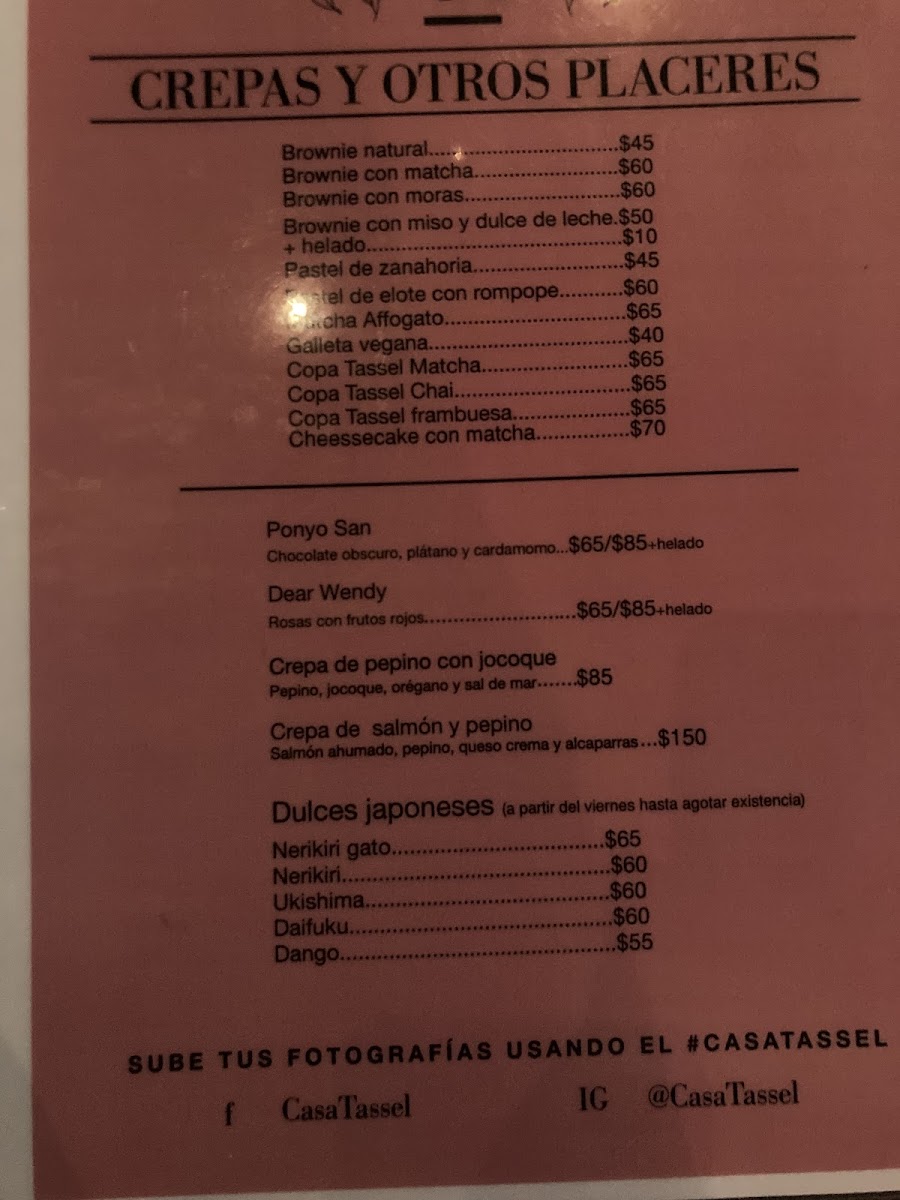 CREPAS Y OTROS PLACERES
Brownie natural..............................$45
Brownie con matcha.......................$60
Brownie con moras.........................$60
Brownie con miso y dulce de leche.$50
+ helado..........................................$10
Pastel de zanahoria.........................$45
de elote con rompope...........$60
Affogato..............................$65
Galleta vegana................................$40
Copa Tassel Matcha........................$65
Copa Tassel Chai.............................$65
Copa Tassel frambuesa...................$65
Cheessecake con matcha................$70
Ponyo San
Chocolate obscuro, plátano y cardamomo...$65/$85+helado
Dear Wendy
Rosas con frutos rojos..........................$65/$85+helado
Crepa de pepino con jocoque
Pepino, jocoque, orégano y sal de mar.......$85
Crepa de salmón y pepino
Salmón ahumado, pepino, queso crema y alcaparras...$150
Dulces japoneses (a partir del viernes hasta agotar existencia)
Nerikiri gato..................................$65
Nerikiri...........................................$60
Ukishima.......................................$60
Daifuku..........................................$60
Dango............................................$55
SUBE TUS FOTOGRAFÍAS USANDO EL #CASATASSEL
f CasaTassel IG @CasaTassel